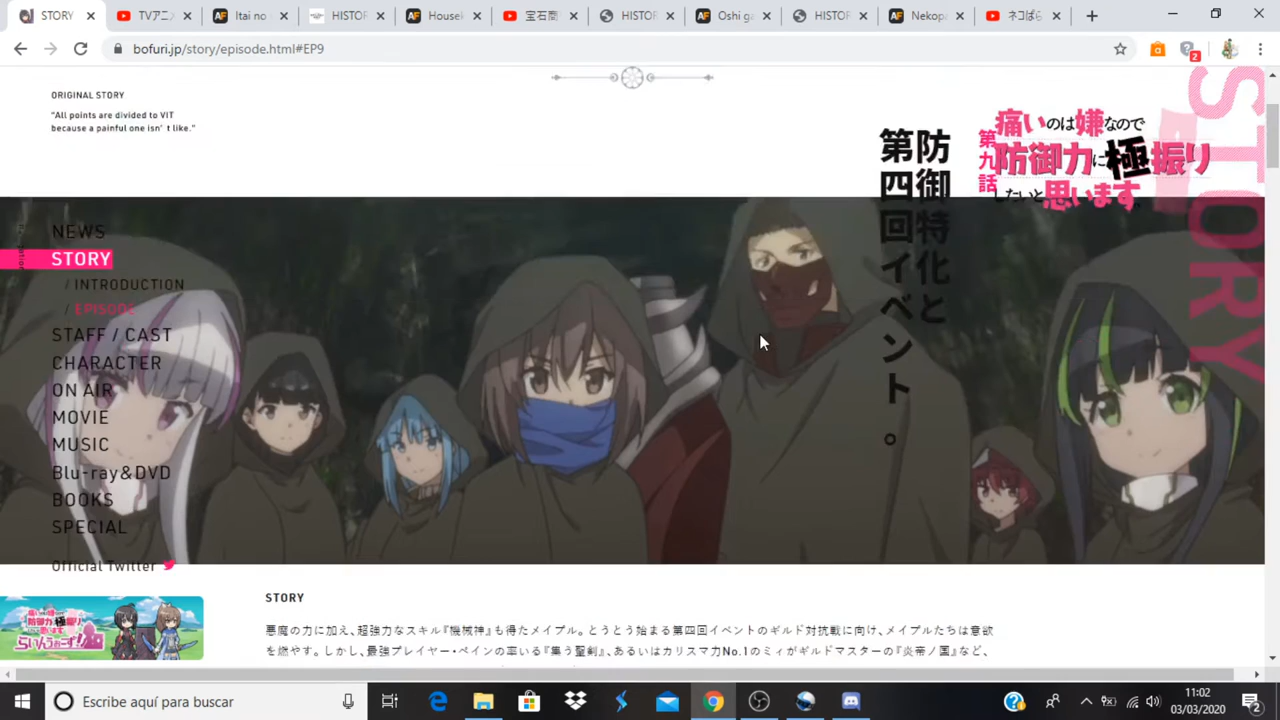 STORY
TVアニメ
Itai no
HISTOR
Housek
宝石商
HISTOR
Oshi ga
HISTOR
Nekopa
ネコぱら
bofuri.jp/story/episode.html#EP9
2
ORIGINAL STORY
"All points are divided to VIT
because a painful one isn't like."
痛いのは嫌なので
防御力に極振り
したいと思います。
第九話
防御特化と
第四回イベント。
STORY
NEWS
STORY
/ INTRODUCTION
/ EPISODE
STAFF / CAST
CHARACTER
ON AIR
MOVIE
MUSIC
Blu-ray&DVD
BOOKS
SPECIAL
Official Twitter
STORY
悪魔の力に加え、超強力なスキル『機械神』も得たメイプル。とうとう始まる第四回イベントのギルド対抗戦に向け、メイプルたちは意欲
を燃やす。しかし、最強プレイヤー・ペインの率いる『集う聖剣』、あるいはカリスマ力No.1のミィがギルドマスターの『炎帝ノ国』など、
Escribe aquí para buscar
11:02
03/03/2020
2